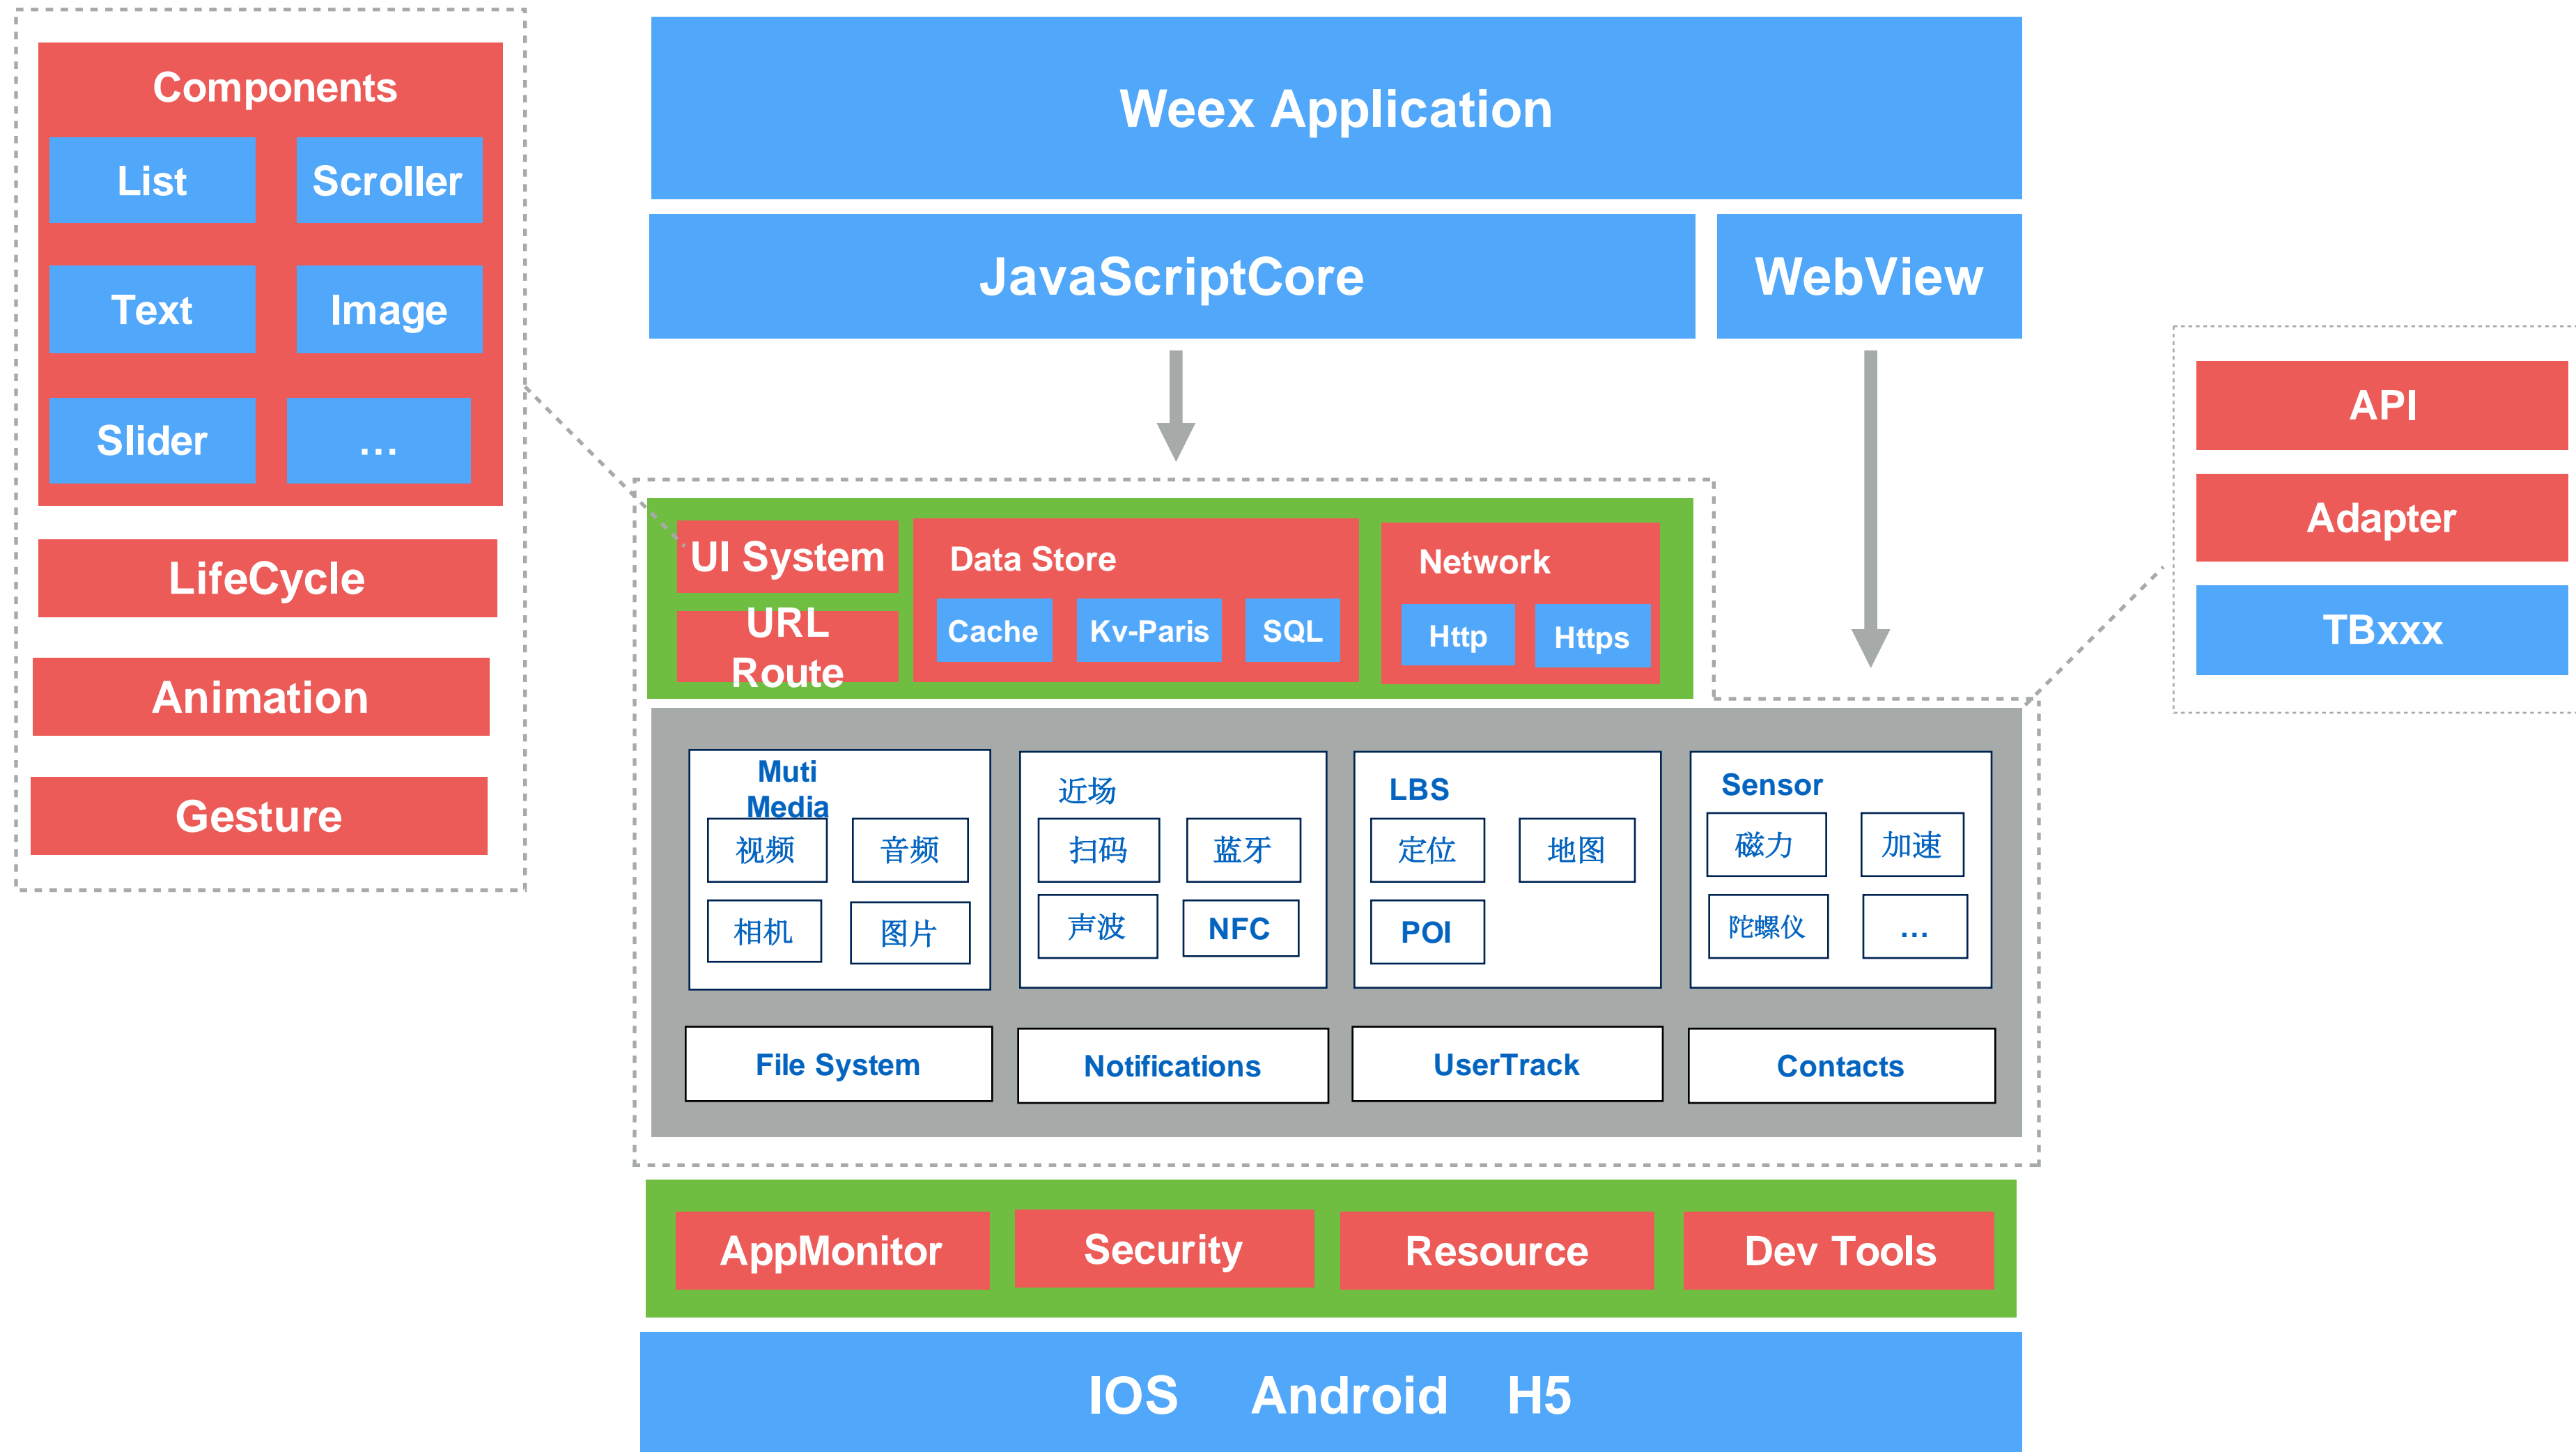 Components
List
Scroller
Text
Image
Slider
...
LifeCycle
Animation
Gesture
Weex Application
JavaScriptCore
WebView
UI System
URL
Route
Data Store
Cache
Kv-Paris
SQL
Network
Http
Https
Muti
Media
视频
音频
相机
图片
近场
扫码
蓝牙
声波
NFC
LBS
定位
地图
POI
Sensor
磁力
加速
陀螺仪
...
File System
Notifications
UserTrack
Contacts
AppMonitor
Security
Resource
Dev Tools
IOS Android H5
API
Adapter
TBxxx